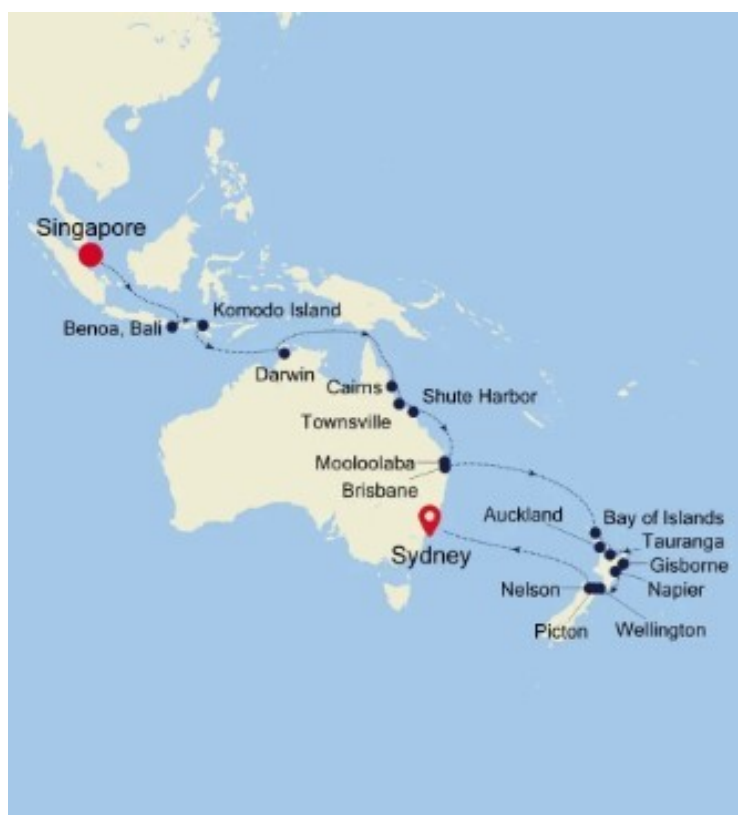 Singapore
Komodo Island
Benoa, Bali
Darwin
Cairns
Shute Harbor
Townsville
Mooloolaba
Brisbane
Auckland
Bay of Islands
Tauranga
Sydney
Gisborne
Nelson
Napier
Picton
Wellington